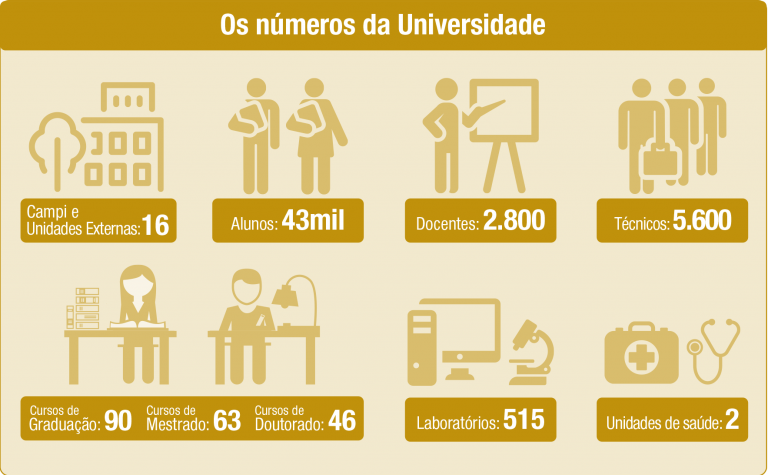 Os números da Universidade
Campi e
Unidades Externas: 16
Alunos: 43mil
Docentes: 2.800
Técnicos: 5.600
Cursos de
Graduação: 90
Cursos de
Mestrado: 63
Cursos de
Doutorado: 46
Laboratórios: 515
Unidades de saúde: 2